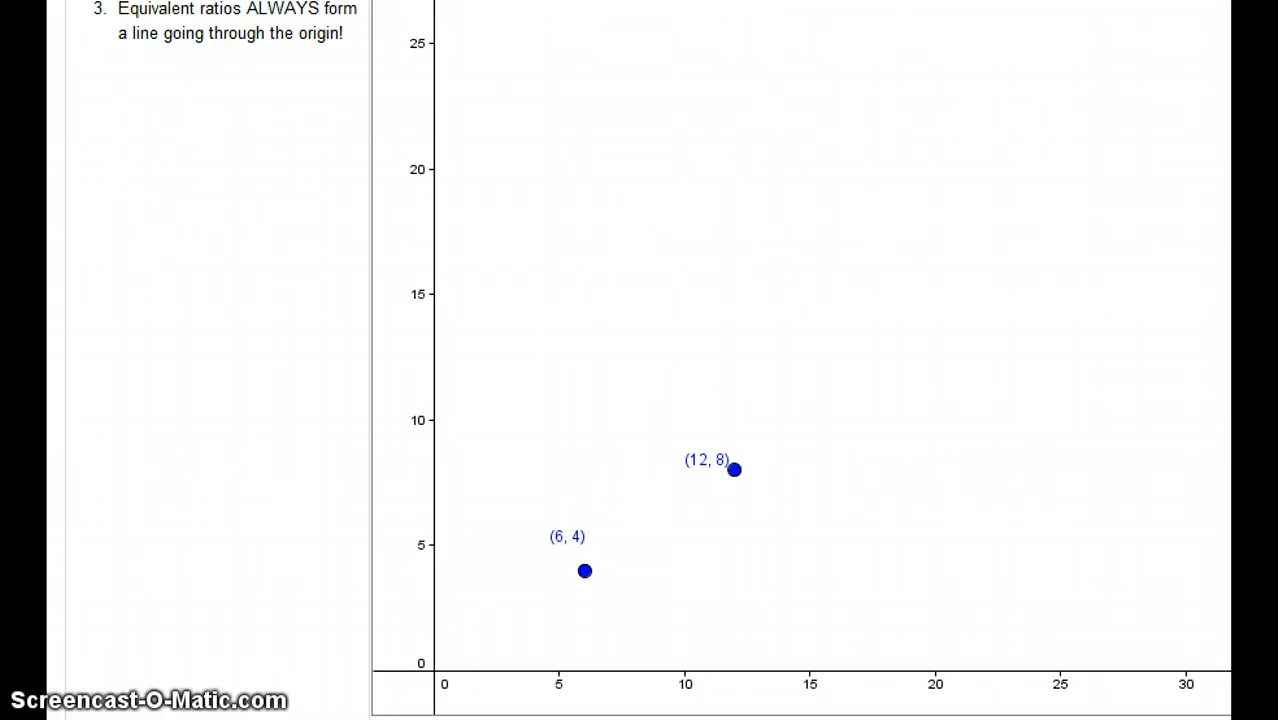 3. Equivalent ratios ALWAYS form
a line going through the origin!
25
20
15
10
(12, 8)
(6, 4)
5
0
0 5 10 15 20 25 30
Screencast-O-Matic.com